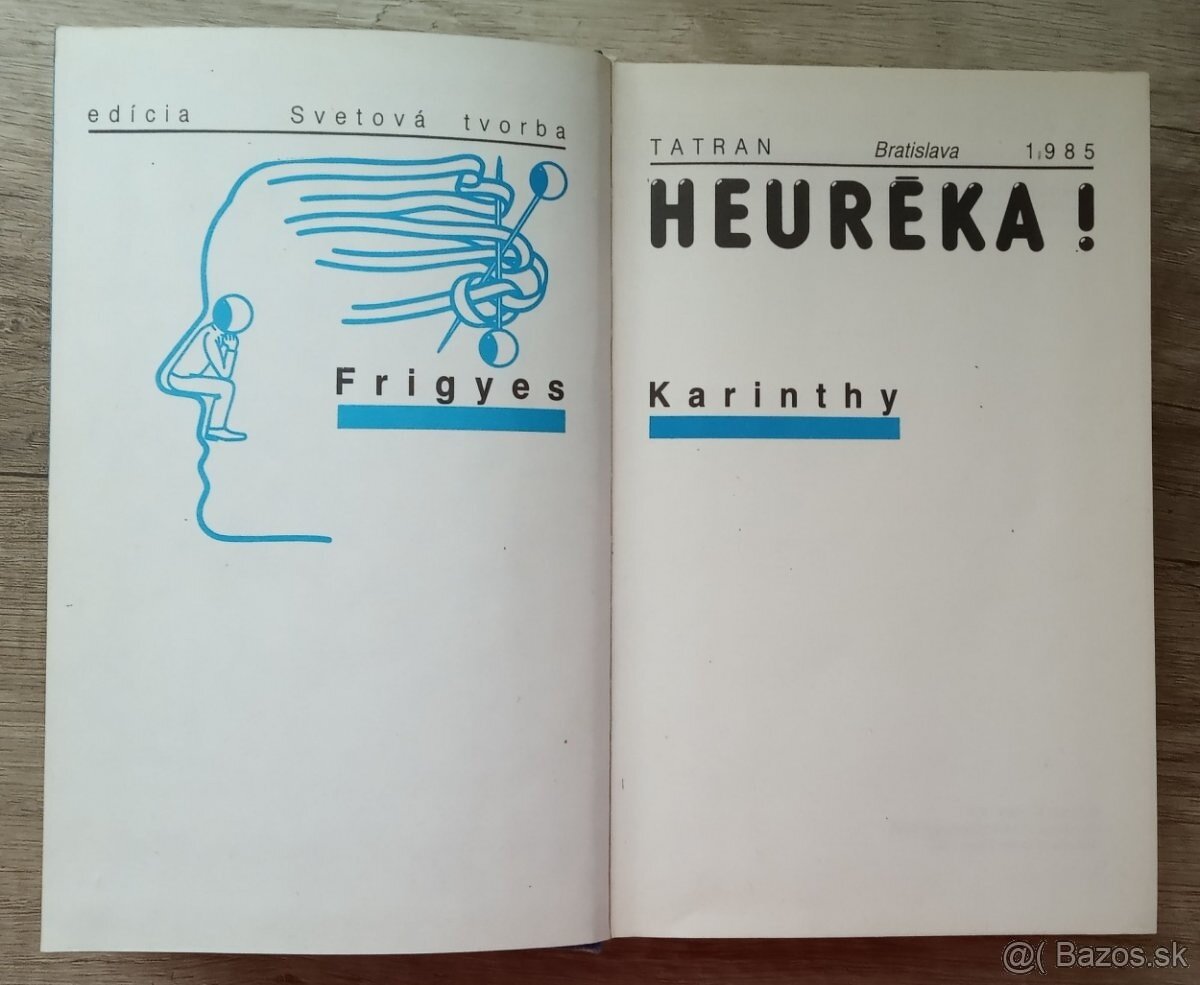 edícia Svetová tvorba
Frigyes
TATRAN Bratislava 1985
HEURĒKA!
Karinthy
@( Bazos.sk